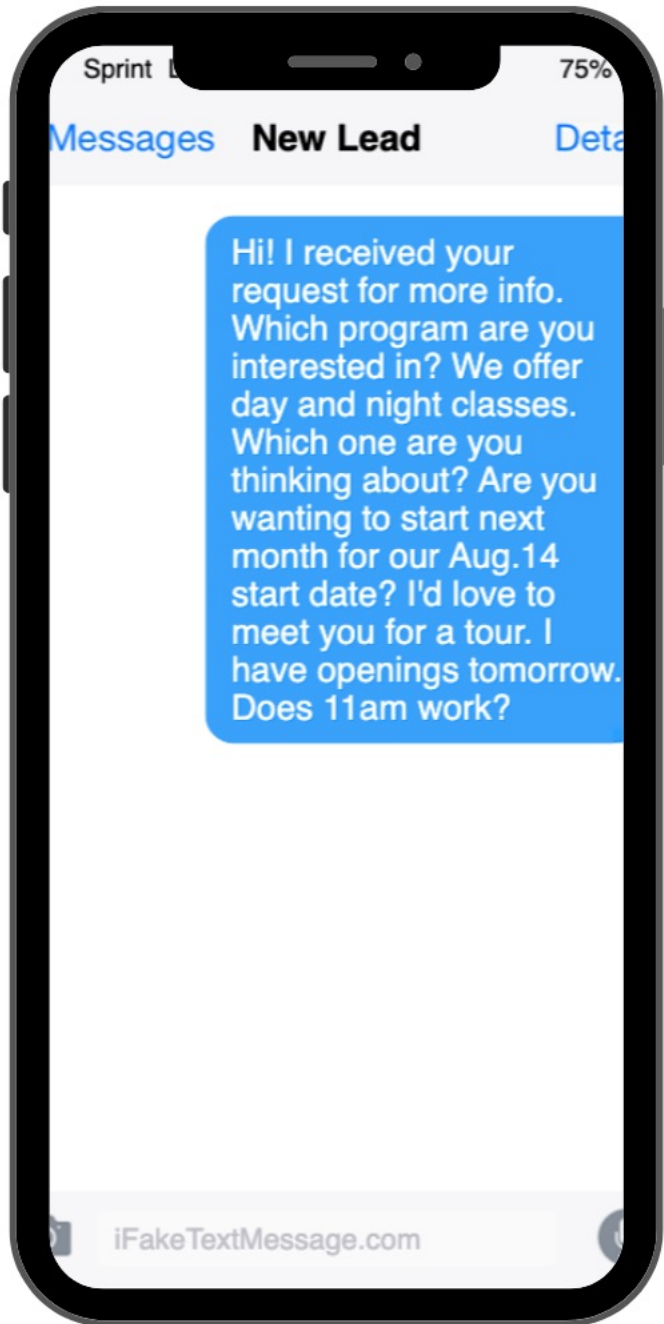 Sprint
75%
Messages New Lead
Hi! I received your
request for more info.
Which program are you
interested in? We offer
day and night classes.
Which one are you
thinking about? Are you
wanting to start next
month for our Aug.14
start date? I'd love to
meet you for a tour. I
have openings tomorrow.
Does 11am work?
iFakeTextMessage.com